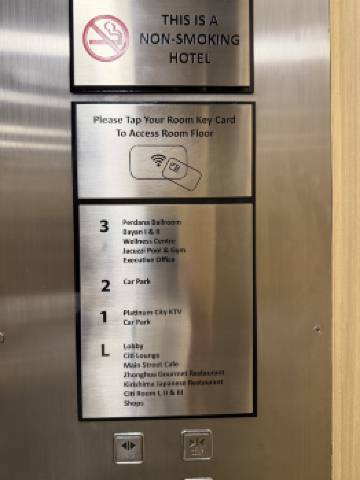 THIS IS A
NON-SMOKING
HOTEL
Please Tap Your Room Key Card
To Access Room Floor
3 Perdana Ballroom
Bayan I & II
Wellness Centre
Jacuzzi Pool & Gym
Executive Office
2 Car Park
1 Platinum City KTV
Car Park
L Lobby
Citi Lounge
Main Street Cafe
Zhonghua Gourmet Restaurant
Kirishima Japanese Restaurant
Citi Room I, II & III
Shops